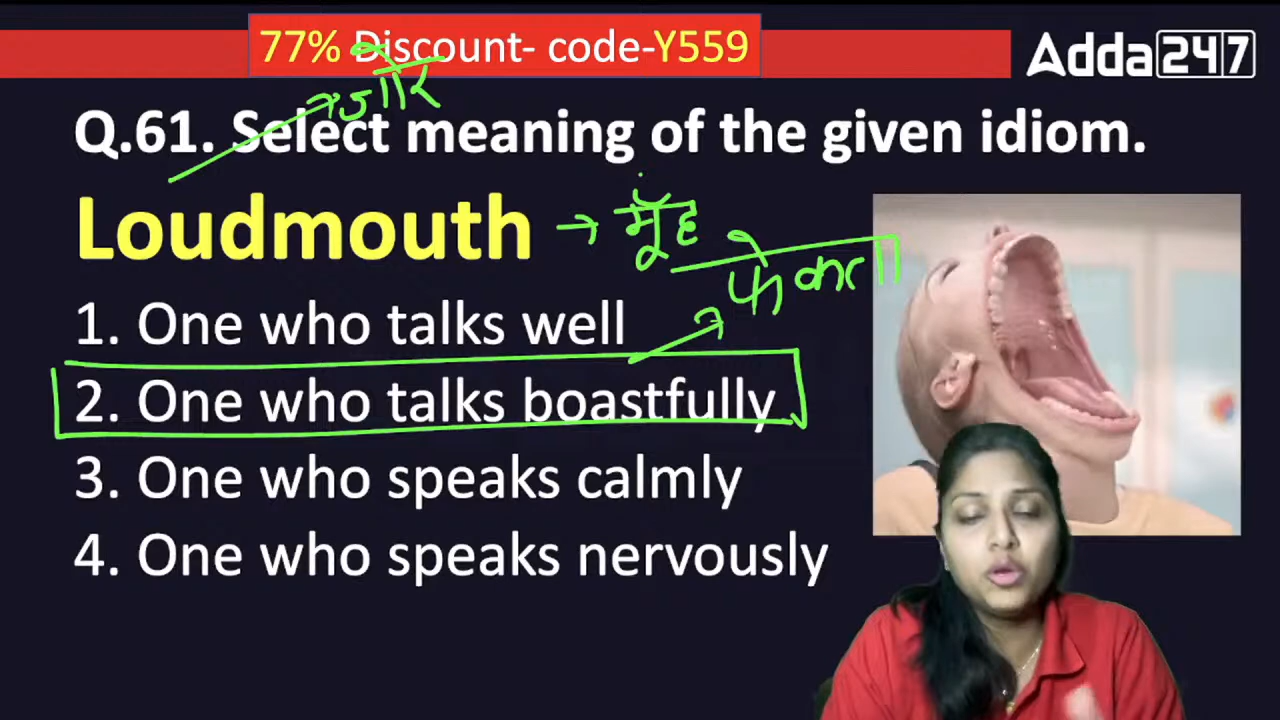 77% Discount- code-Y559
Adda247
जोर
Q.61. Select meaning of the given idiom.
Loudmouth → मुँह
1. One who talks well
2. One who talks boastfully
3. One who speaks calmly
4. One who speaks nervously